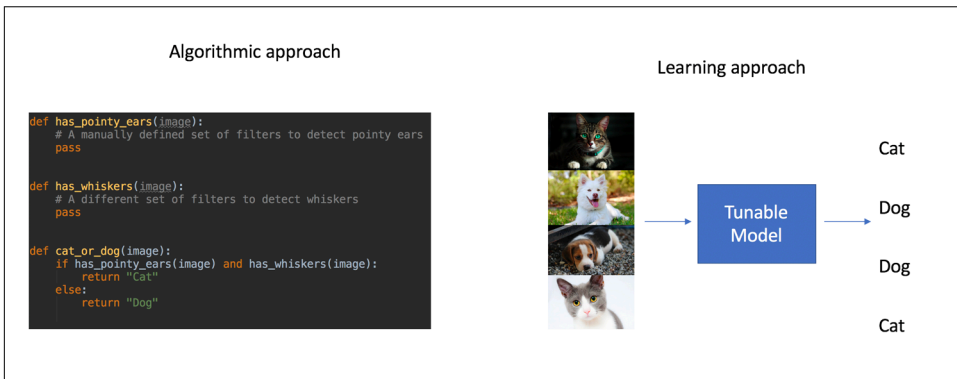 Algorithmic approach
def has_pointy_ears(image):
    # A manually defined set of filters to detect pointy ears
    pass
def has_whiskers(image):
    # A different set of filters to detect whiskers
    pass
def cat_or_dog(image):
    if has_pointy_ears(image) and has_whiskers(image):
        return "Cat"
    else:
        return "Dog"
Learning approach
Tunable
Model
Cat
Dog
Dog
Cat